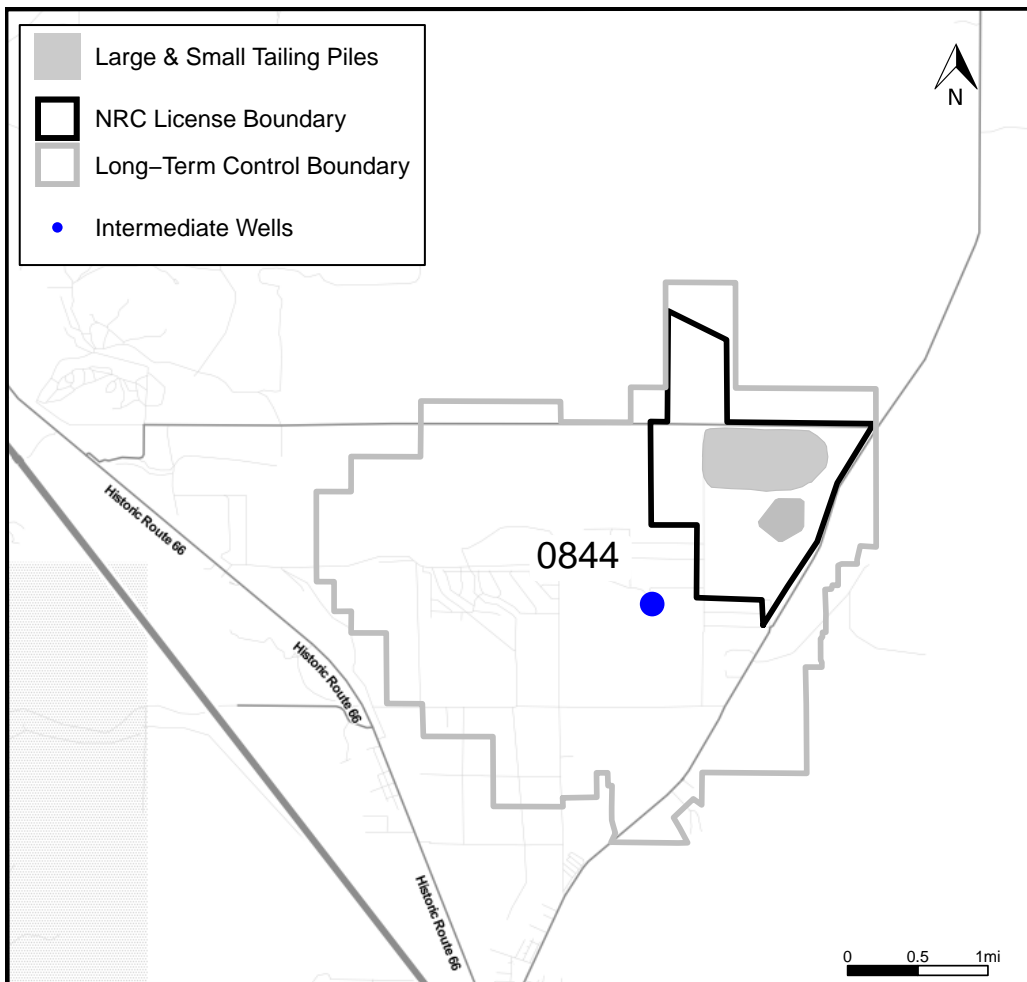 Large & Small Tailing Piles
NRC License Boundary
Long−Term Control Boundary
Intermediate Wells
N
Historic Route 66
0844
Historic Route 66
Historic Route 66
0 0.5 1mi